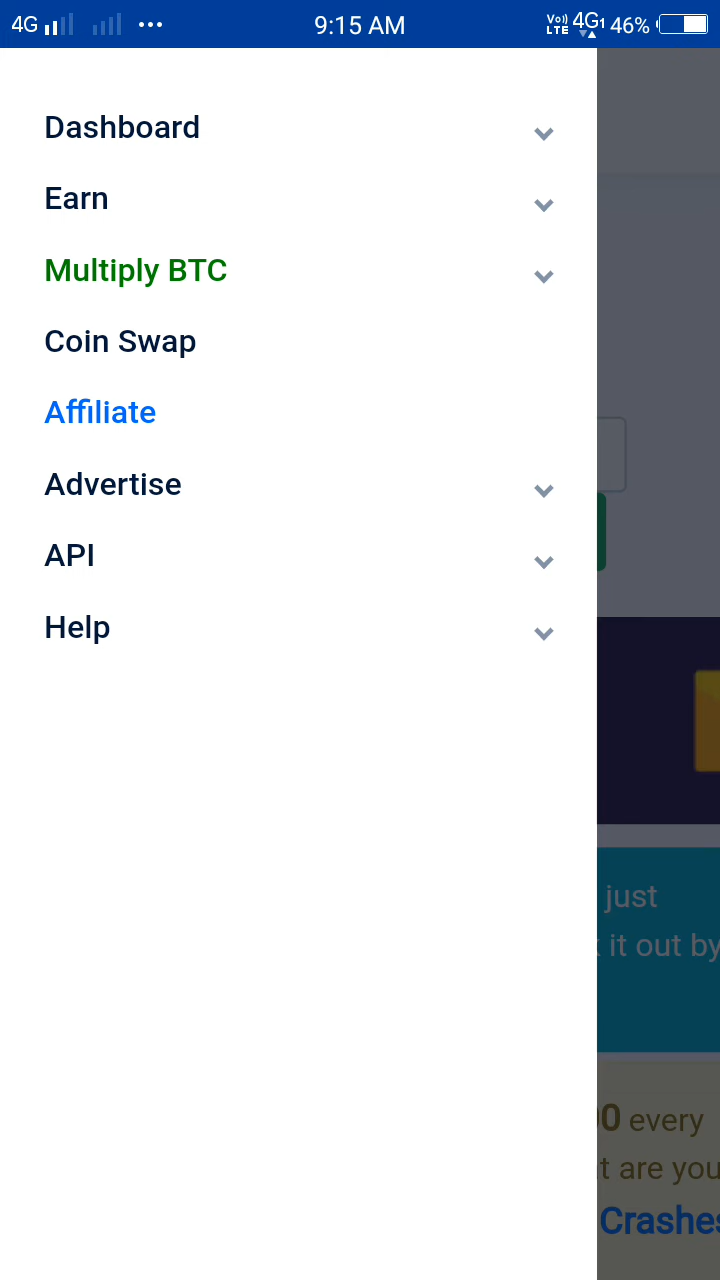 4G 9:15 AM Vo)) LTE 4G1 46%
Dashboard
Earn
Multiply BTC
Coin Swap
Affiliate
Advertise
API
Help
just
it out by
every
are you
Crashes